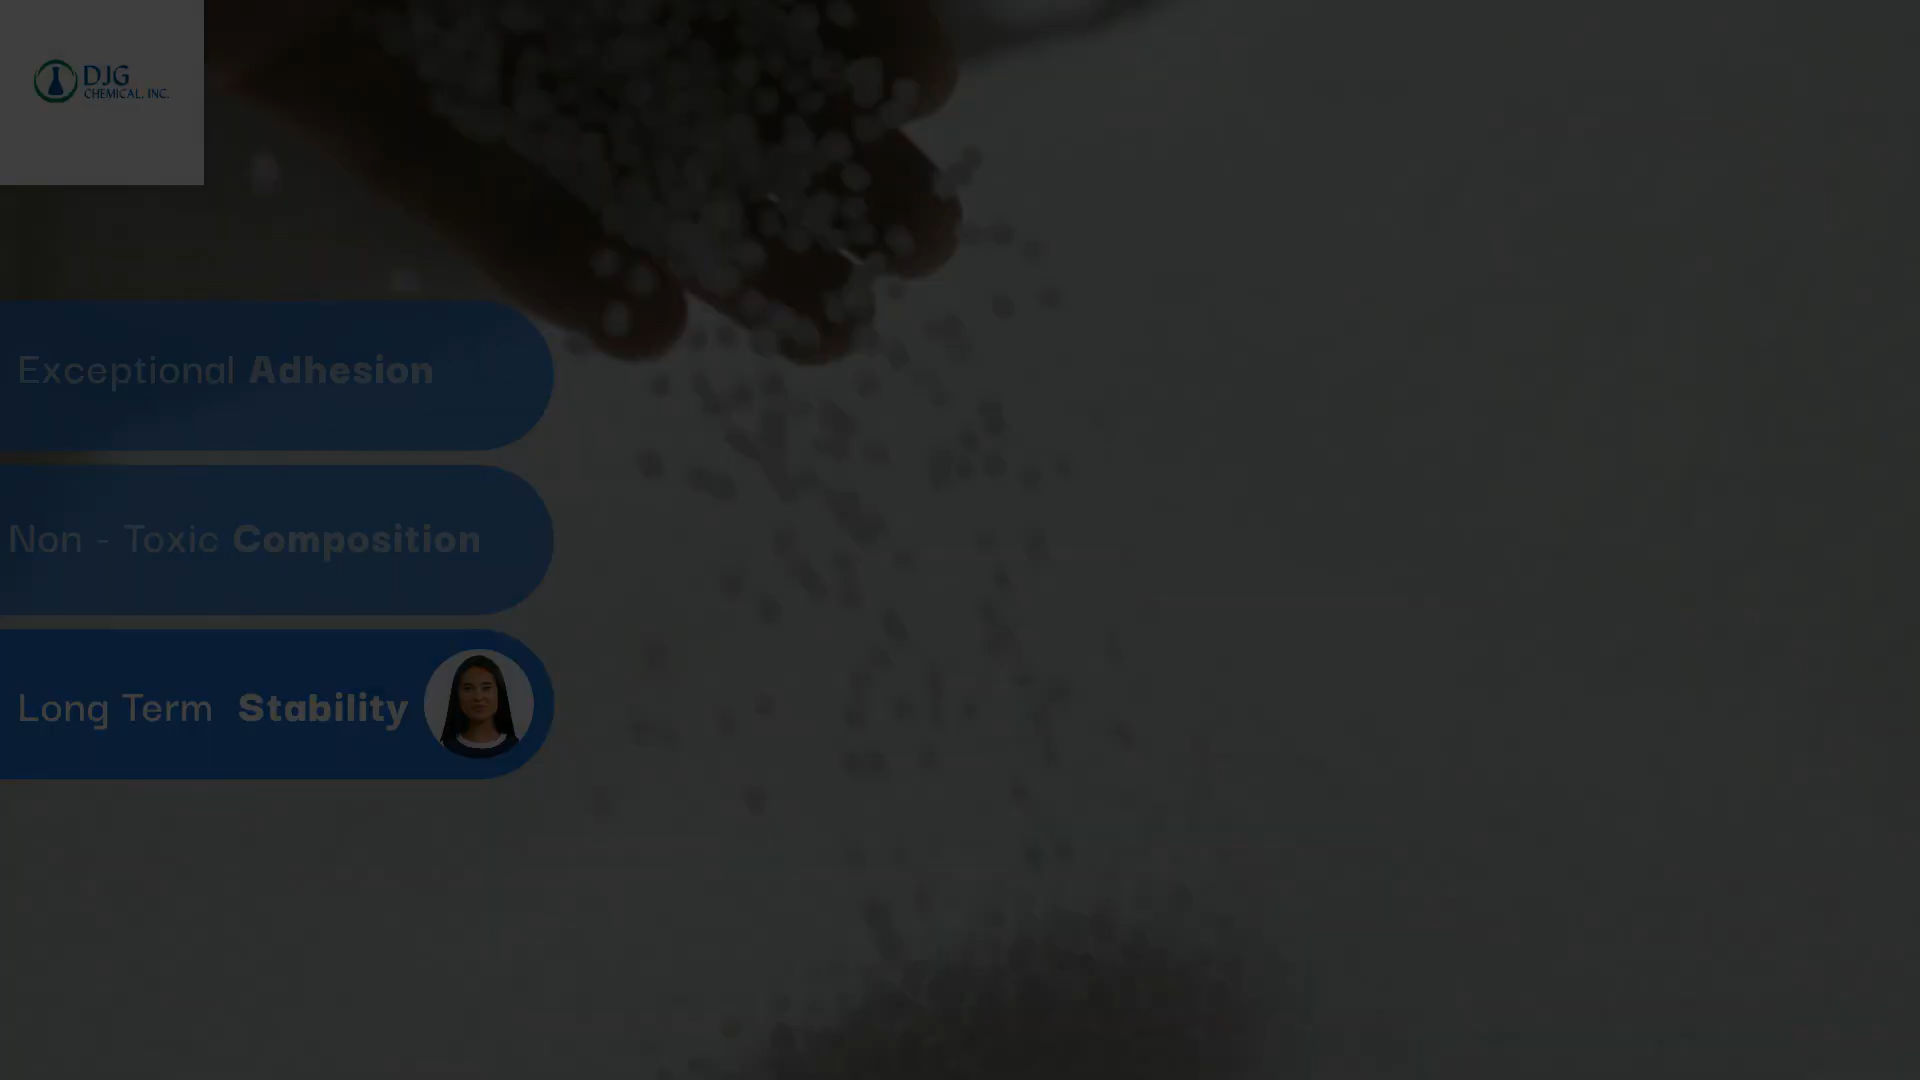 DJG
CHEMICAL, INC.
Exceptional Adhesion
Non - Toxic Composition
Long Term Stability